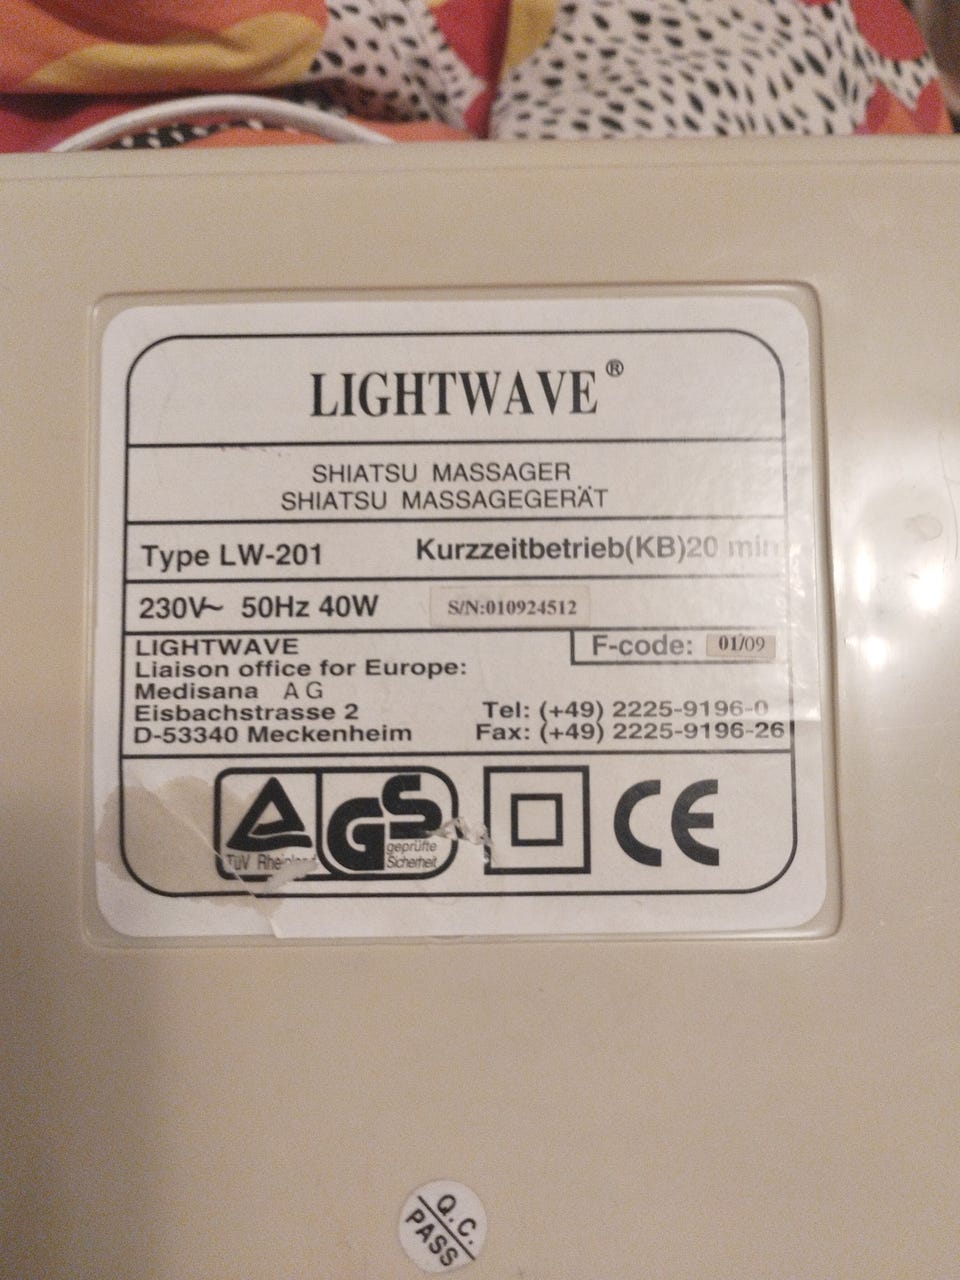 LIGHTWAVE®
SHIATSU MASSAGER
SHIATSU MASSAGEGERÄT
Type LW-201 Kurzzeitbetrieb(KB)20 min
230V~ 50Hz 40W S/N:010924512
LIGHTWAVE F-code: 01/09
Liaison office for Europe:
Medisana AG
Eisbachstrasse 2 Tel: (+49) 2225-9196-0
D-53340 Meckenheim Fax: (+49) 2225-9196-26
TÜV Rheinland GS geprüfte Sicherheit CE
Q.C.
PASS